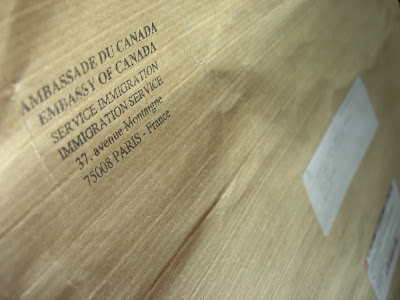 AMBASSADE DU CANADA
EMBASSY OF CANADA
SERVICE IMMIGRATION
IMMIGRATION SERVICE
37, avenue Montaigne
75008 PARIS - France